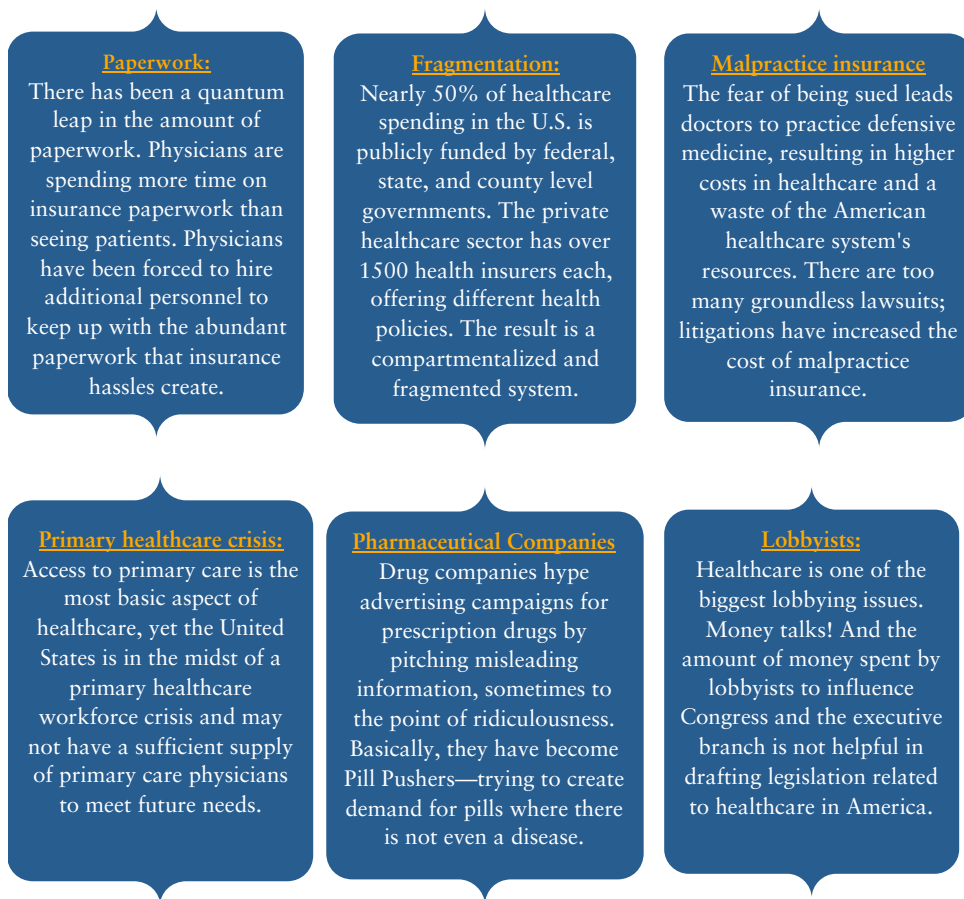 Paperwork:
There has been a quantum
leap in the amount of
paperwork. Physicians are
spending more time on
insurance paperwork than
seeing patients. Physicians
have been forced to hire
additional personnel to
keep up with the abundant
paperwork that insurance
hassles create.
Fragmentation:
Nearly 50% of healthcare
spending in the U.S. is
publicly funded by federal,
state, and county level
governments. The private
healthcare sector has over
1500 health insurers each,
offering different health
policies. The result is a
compartmentalized and
fragmented system.
Malpractice insurance
The fear of being sued leads
doctors to practice defensive
medicine, resulting in higher
costs in healthcare and a
waste of the American
healthcare system's
resources. There are too
many groundless lawsuits;
litigations have increased the
cost of malpractice
insurance.
Primary healthcare crisis:
Access to primary care is the
most basic aspect of
healthcare, yet the United
States is in the midst of a
primary healthcare
workforce crisis and may
not have a sufficient supply
of primary care physicians
to meet future needs.
Pharmaceutical Companies
Drug companies hype
advertising campaigns for
prescription drugs by
pitching misleading
information, sometimes to
the point of ridiculousness.
Basically, they have become
Pill Pushers—trying to create
demand for pills where there
is not even a disease.
Lobbyists:
Healthcare is one of the
biggest lobbying issues.
Money talks! And the
amount of money spent by
lobbyists to influence
Congress and the executive
branch is not helpful in
drafting legislation related
to healthcare in America.